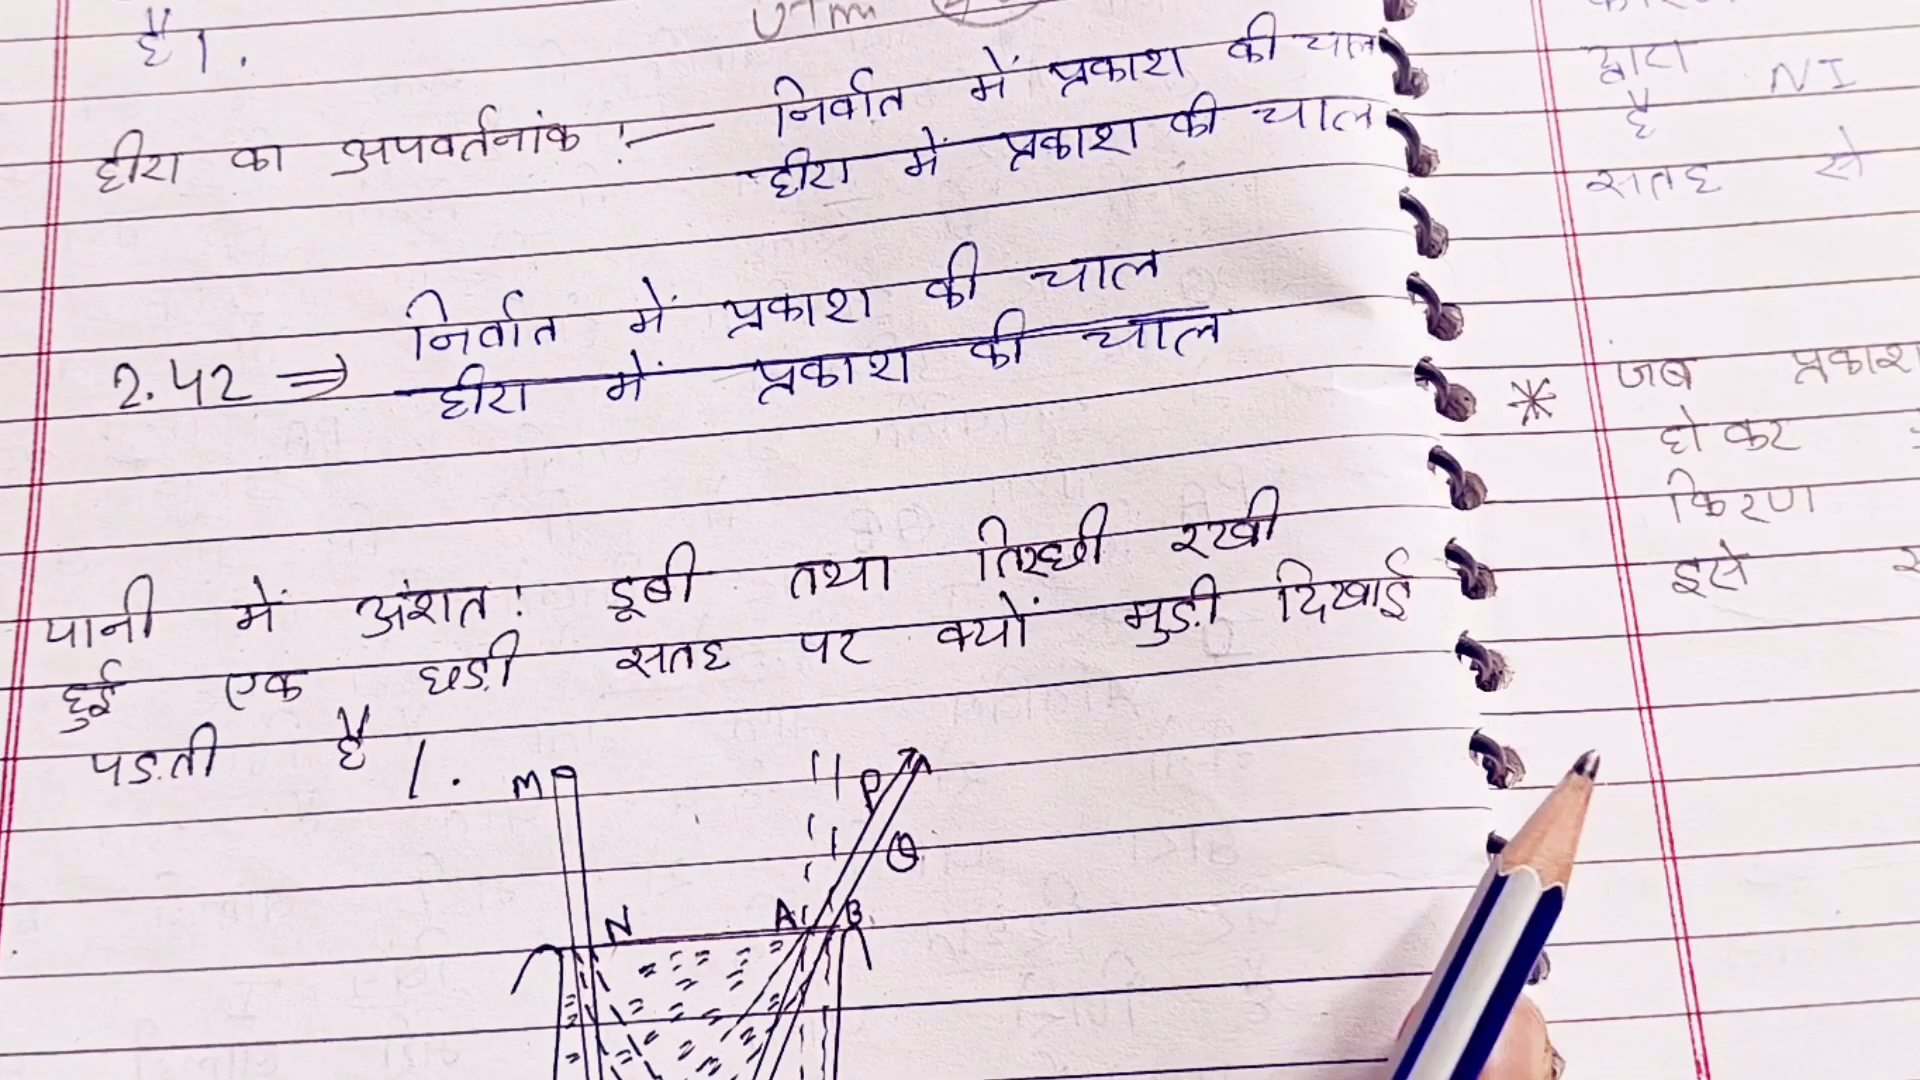 है।.
हीरा का अपवर्तनांक :— निर्वात में प्रकाश की चाल
हीरा में प्रकाश की चाल
2.42 ⇒ निर्वात में प्रकाश की चाल
हीरा में प्रकाश की चाल
पानी में अंशत: डूबी तथा तिरछी रखी
हुई एक छड़ी सतह पर क्यों मुड़ी दिखाई
पड़ती है।.
M
P
Q
N A B
द्वारा NI
है
सतह से
* जब प्रकाश
होकर
किरण
इसे